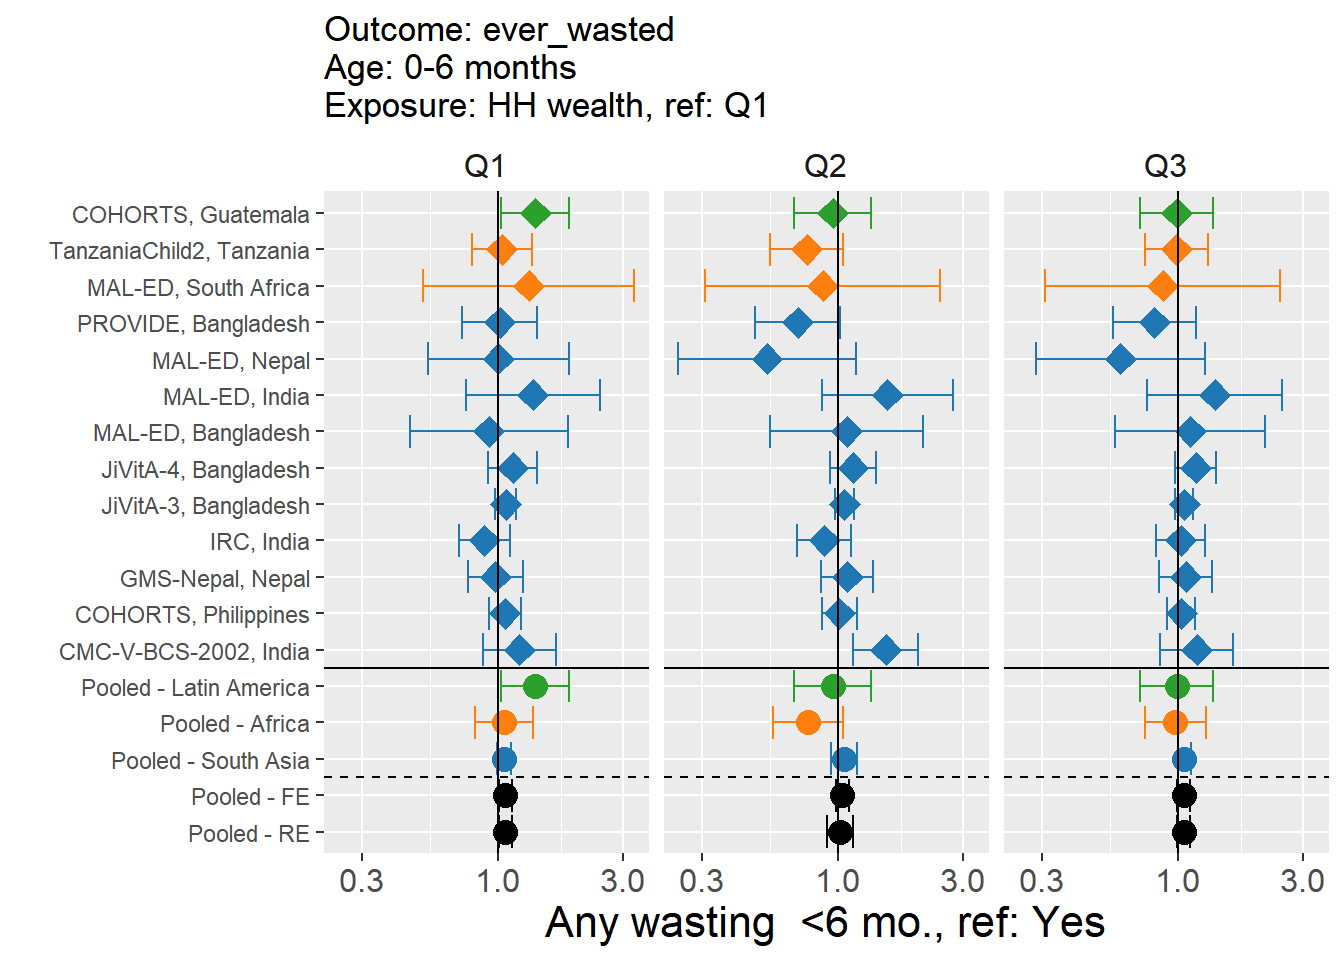 Outcome: ever_wasted
Age: 0-6 months
Exposure: HH wealth, ref: Q1
Q1 Q2 Q3
COHORTS, Guatemala
TanzaniaChild2, Tanzania
MAL-ED, South Africa
PROVIDE, Bangladesh
MAL-ED, Nepal
MAL-ED, India
MAL-ED, Bangladesh
JiVitA-4, Bangladesh
JiVitA-3, Bangladesh
IRC, India
GMS-Nepal, Nepal
COHORTS, Philippines
CMC-V-BCS-2002, India
Pooled - Latin America
Pooled - Africa
Pooled - South Asia
Pooled - FE
Pooled - RE
0.3 1.0 3.0 0.3 1.0 3.0 0.3 1.0 3.0
Any wasting  <6 mo., ref: Yes